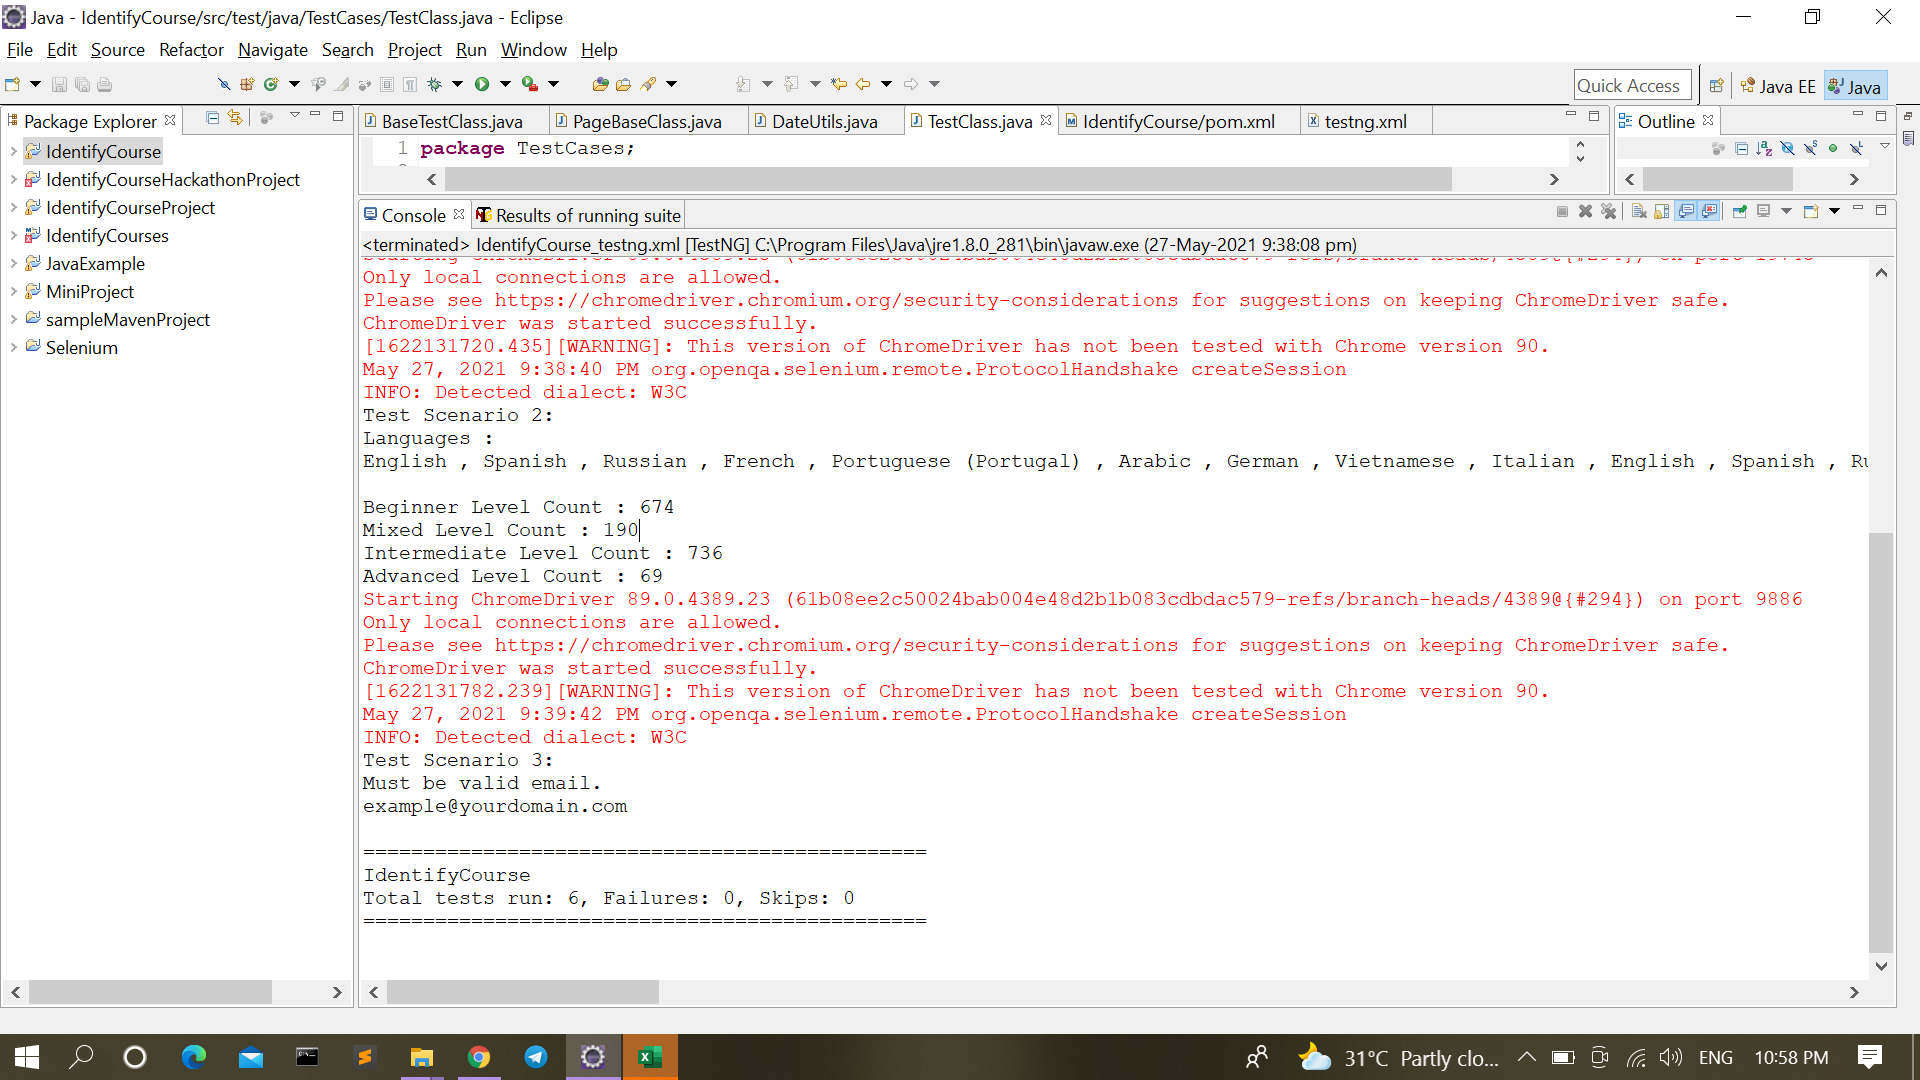 Java - IdentifyCourse/src/test/java/TestCases/TestClass.java - Eclipse
File Edit Source Refactor Navigate Search Project Run Window Help
Quick Access
Java EE
Java
Package Explorer
IdentifyCourse
IdentifyCourseHackathonProject
IdentifyCourseProject
IdentifyCourses
JavaExample
MiniProject
sampleMavenProject
Selenium
BaseTestClass.java PageBaseClass.java DateUtils.java TestClass.java IdentifyCourse/pom.xml testng.xml
1 package TestCases;
Outline
Console Results of running suite
<terminated> IdentifyCourse_testng.xml [TestNG] C:\Program Files\Java\jre1.8.0_281\bin\javaw.exe (27-May-2021 9:38:08 pm)
Only local connections are allowed.
Please see https://chromedriver.chromium.org/security-considerations for suggestions on keeping ChromeDriver safe.
ChromeDriver was started successfully.
[1622131720.435][WARNING]: This version of ChromeDriver has not been tested with Chrome version 90.
May 27, 2021 9:38:40 PM org.openqa.selenium.remote.ProtocolHandshake createSession
INFO: Detected dialect: W3C
Test Scenario 2:
Languages :
English , Spanish , Russian , French , Portuguese (Portugal) , Arabic , German , Vietnamese , Italian , English , Spanish , Ru
Beginner Level Count : 674
Mixed Level Count : 190
Intermediate Level Count : 736
Advanced Level Count : 69
Starting ChromeDriver 89.0.4389.23 (61b08ee2c50024bab004e48d2b1b083cdbdac579-refs/branch-heads/4389@{#294}) on port 9886
Only local connections are allowed.
Please see https://chromedriver.chromium.org/security-considerations for suggestions on keeping ChromeDriver safe.
ChromeDriver was started successfully.
[1622131782.239][WARNING]: This version of ChromeDriver has not been tested with Chrome version 90.
May 27, 2021 9:39:42 PM org.openqa.selenium.remote.ProtocolHandshake createSession
INFO: Detected dialect: W3C
Test Scenario 3:
Must be valid email.
example@yourdomain.com
===============================================
IdentifyCourse
Total tests run: 6, Failures: 0, Skips: 0
===============================================
31°C Partly clo... ENG 10:58 PM